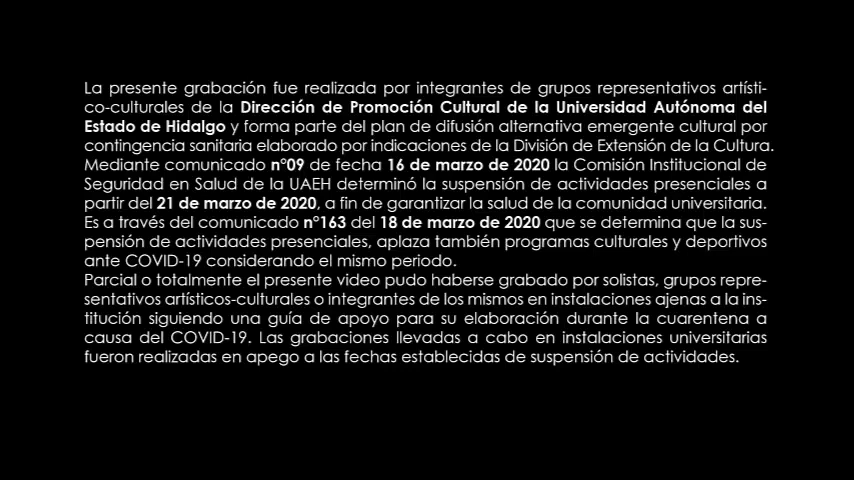 La presente grabación fue realizada por integrantes de grupos representativos artísti-
co-culturales de la Dirección de Promoción Cultural de la Universidad Autónoma del
Estado de Hidalgo y forma parte del plan de difusión alternativa emergente cultural por
contingencia sanitaria elaborado por indicaciones de la División de Extensión de la Cultura.
Mediante comunicado n°09 de fecha 16 de marzo de 2020 la Comisión Institucional de
Seguridad en Salud de la UAEH determinó la suspensión de actividades presenciales a
partir del 21 de marzo de 2020, a fin de garantizar la salud de la comunidad universitaria.
Es a través del comunicado n°163 del 18 de marzo de 2020 que se determina que la sus-
pensión de actividades presenciales, aplaza también programas culturales y deportivos
ante COVID-19 considerando el mismo periodo.
Parcial o totalmente el presente video pudo haberse grabado por solistas, grupos repre-
sentativos artísticos-culturales o integrantes de los mismos en instalaciones ajenas a la ins-
titución siguiendo una guía de apoyo para su elaboración durante la cuarentena a
causa del COVID-19. Las grabaciones llevadas a cabo en instalaciones universitarias
fueron realizadas en apego a las fechas establecidas de suspensión de actividades.